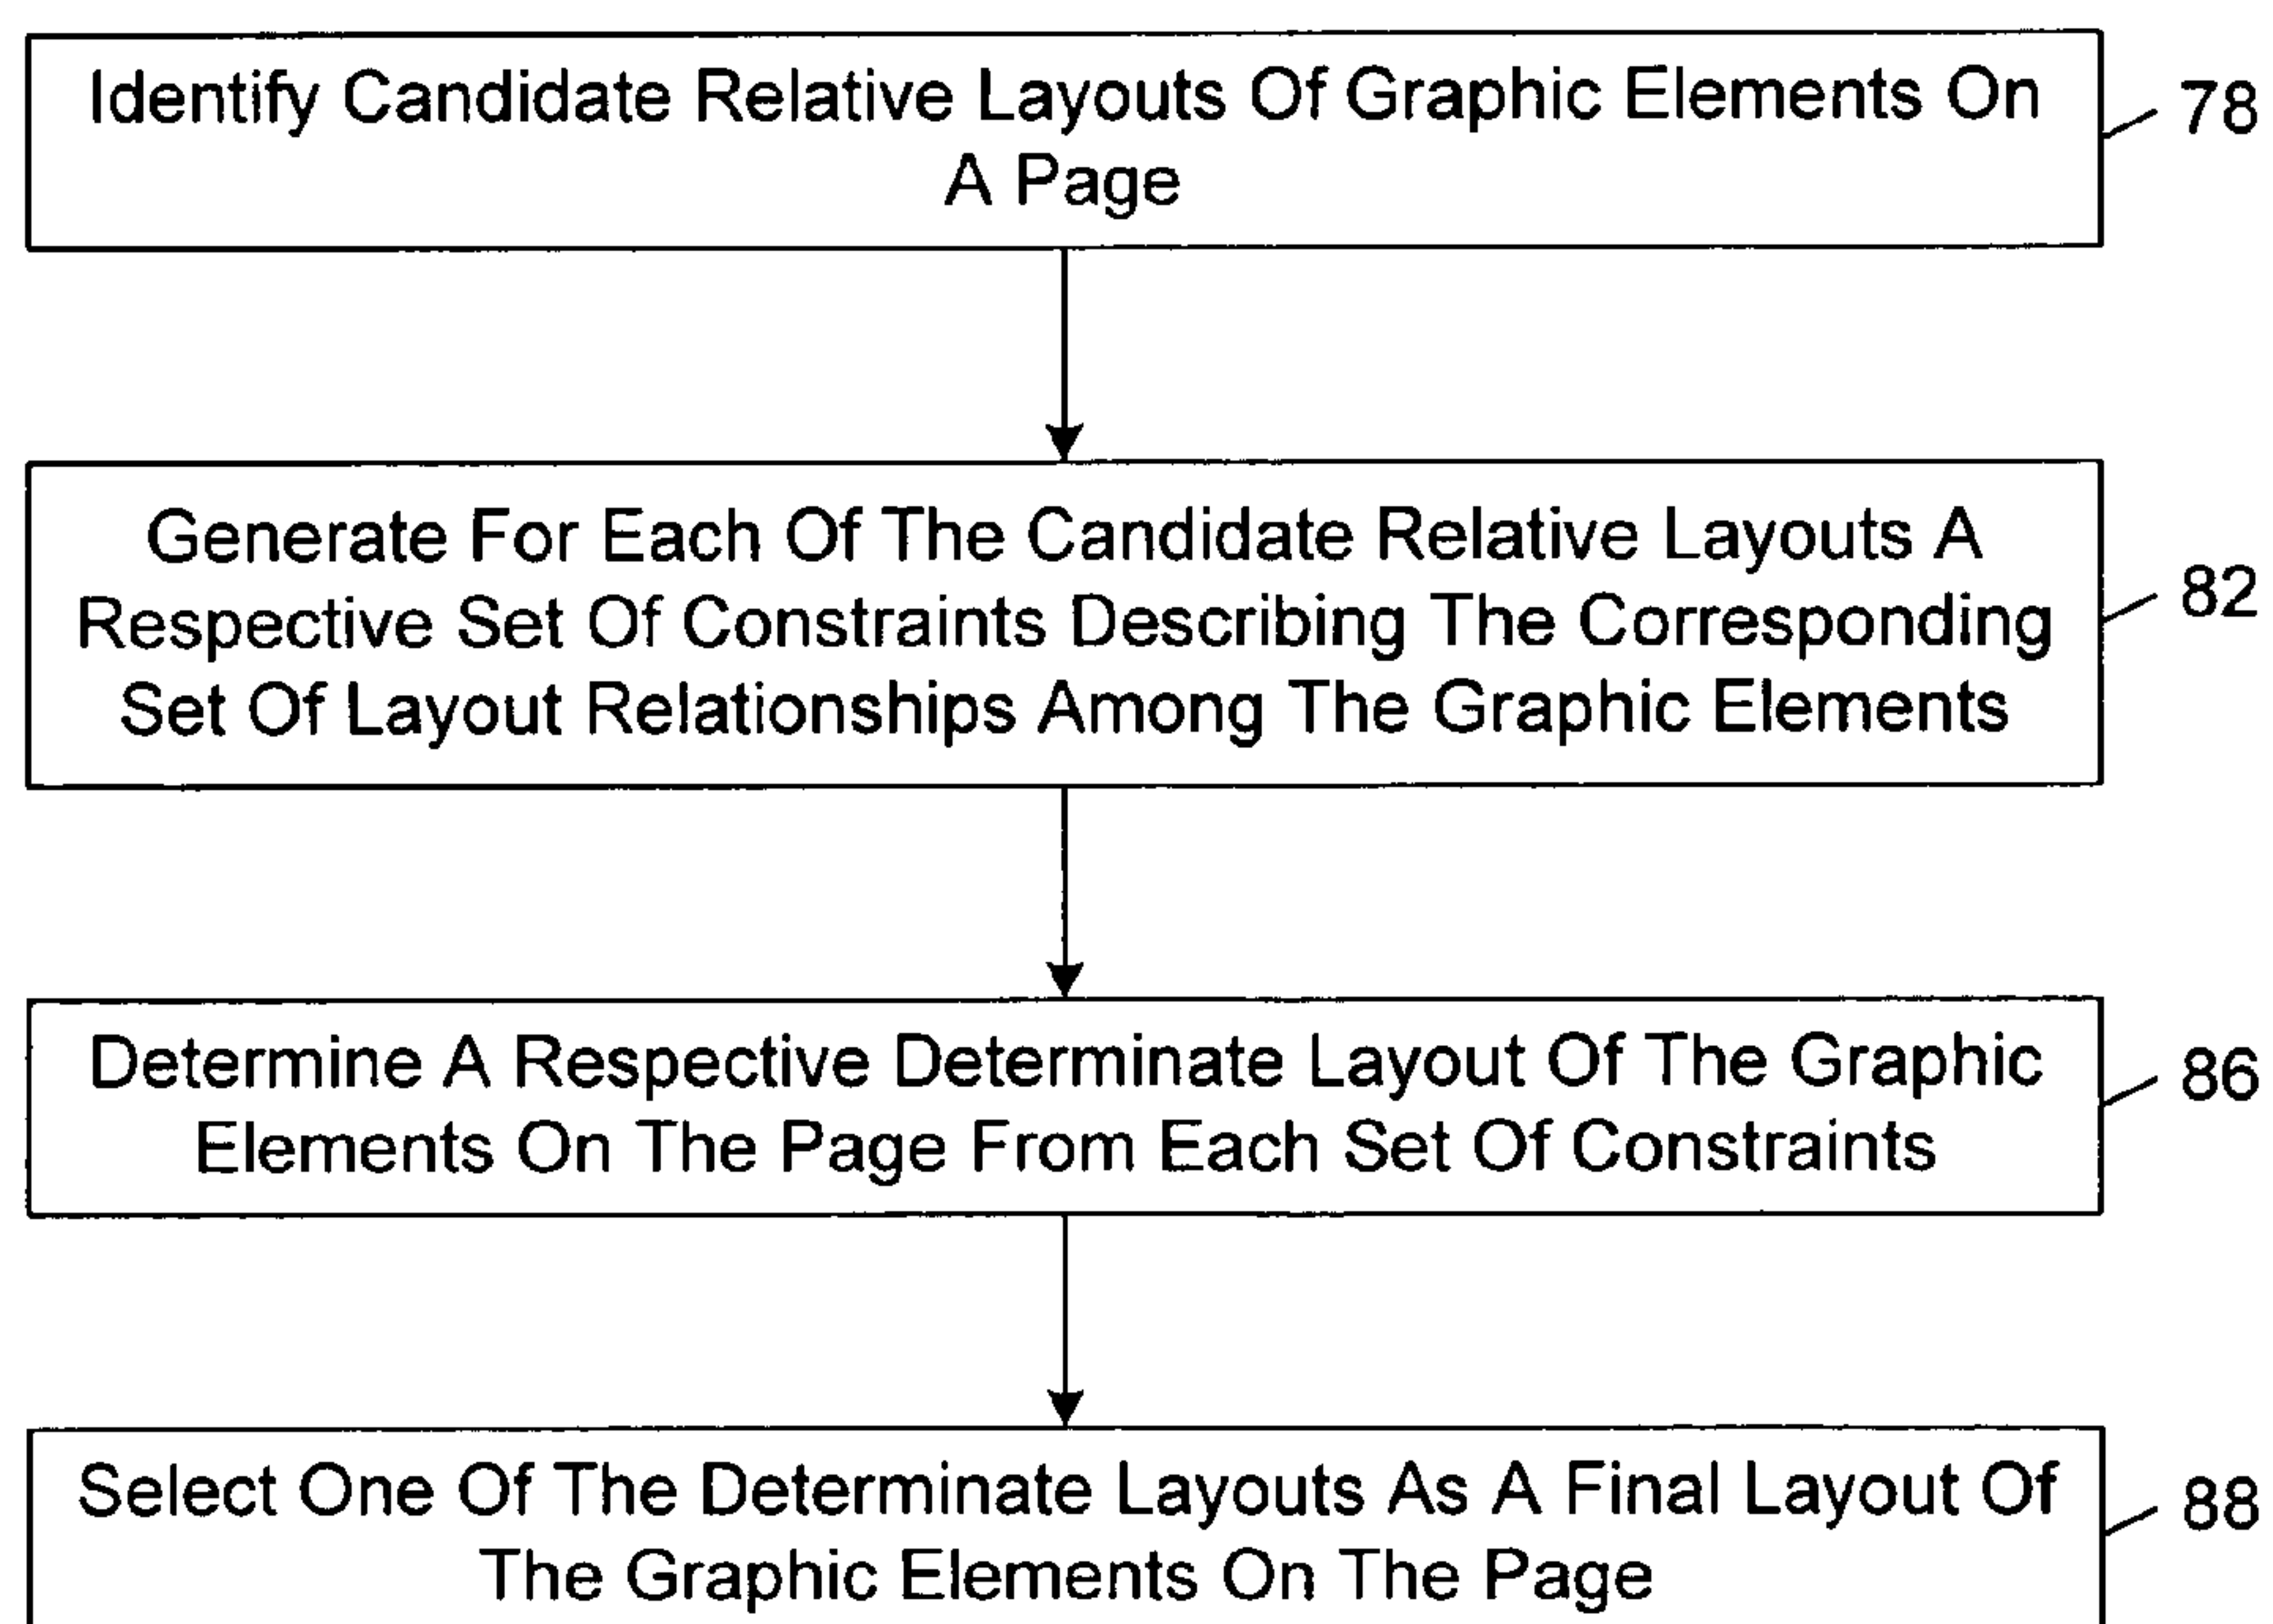 Identify Candidate Relative Layouts Of Graphic Elements On
A Page
78
Generate For Each Of The Candidate Relative Layouts A
Respective Set Of Constraints Describing The Corresponding
Set Of Layout Relationships Among The Graphic Elements
82
Determine A Respective Determinate Layout Of The Graphic
Elements On The Page From Each Set Of Constraints
86
Select One Of The Determinate Layouts As A Final Layout Of
The Graphic Elements On The Page
88